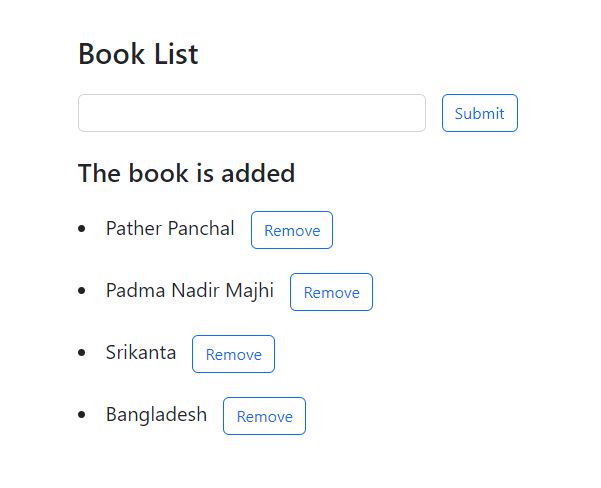 Book List
Submit
The book is added
Pather Panchal Remove
Padma Nadir Majhi Remove
Srikanta Remove
Bangladesh Remove